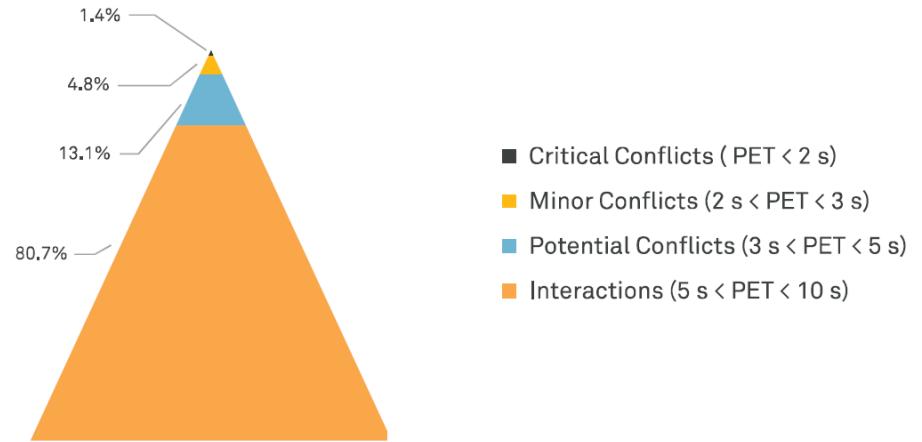 1.4%
4.8%
13.1%
80.7%
Critical Conflicts ( PET < 2 s)
Minor Conflicts (2 s < PET < 3 s)
Potential Conflicts (3 s < PET < 5 s)
Interactions (5 s < PET < 10 s)